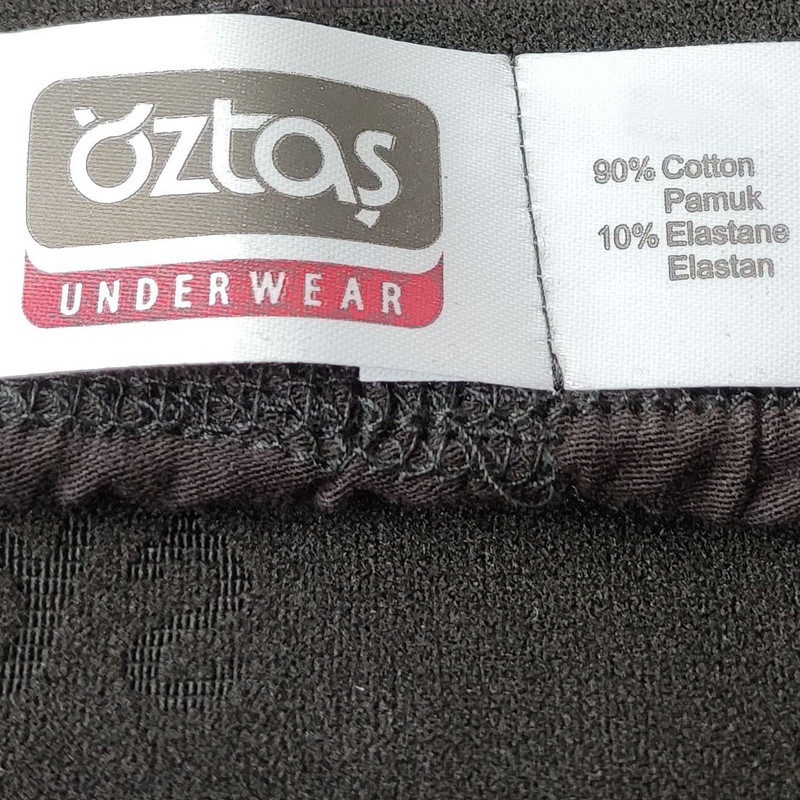 öztaş
UNDERWEAR
90% Cotton
Pamuk
10% Elastane
Elastan